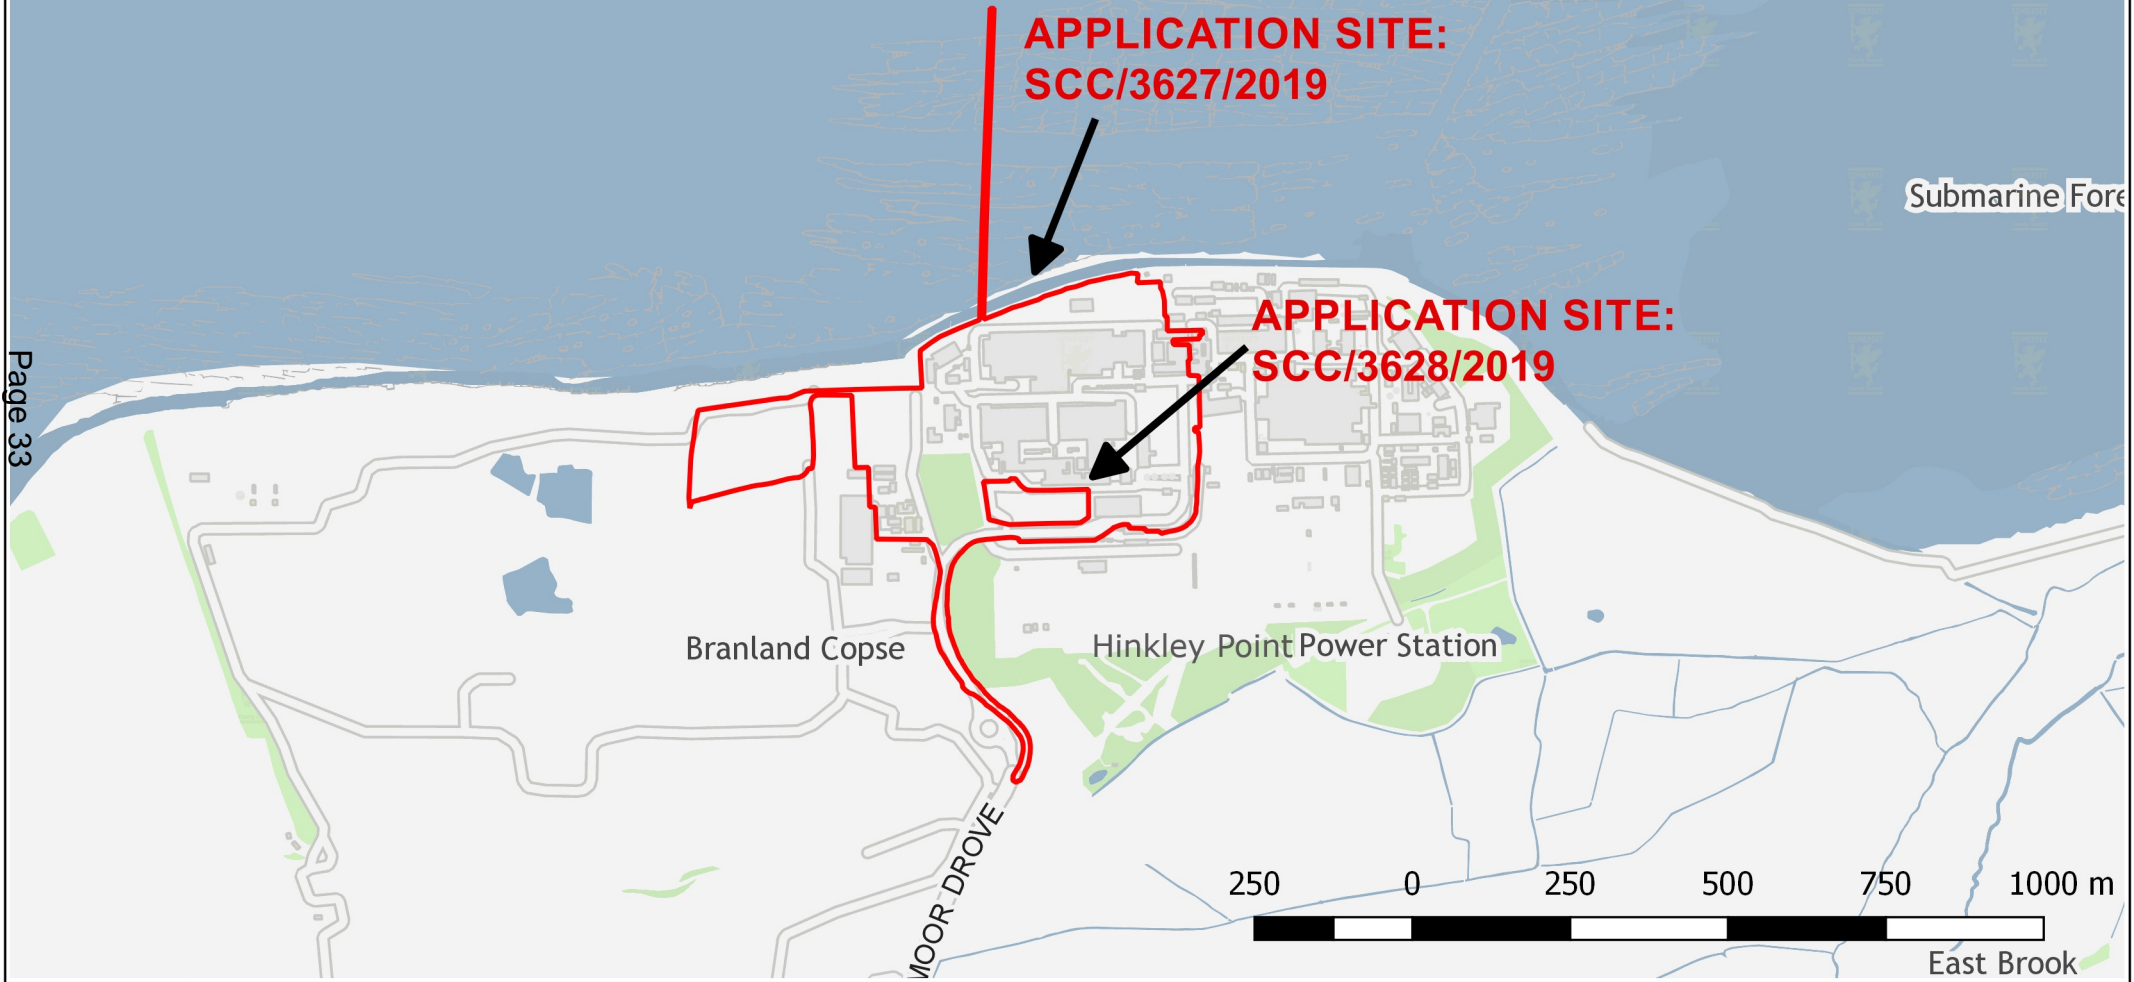 APPLICATION SITE:
SCC/3627/2019
Submarine Fore
APPLICATION SITE:
SCC/3628/2019
Page 33
Branland Copse
Hinkley Point Power Station
MOOR DROVE
250 0 250 500 750 1000 m
East Brook